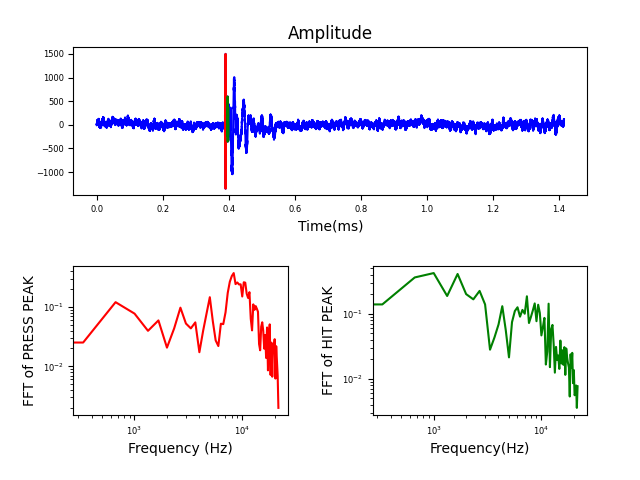 Amplitude
1500
1000
500
0
−500
−1000
0.0 0.2 0.4 0.6 0.8 1.0 1.2 1.4
Time(ms)
FFT of PRESS PEAK
10⁻¹
10⁻²
10³ 10⁴
Frequency (Hz)
FFT of HIT PEAK
10⁻¹
10⁻²
10³ 10⁴
Frequency(Hz)